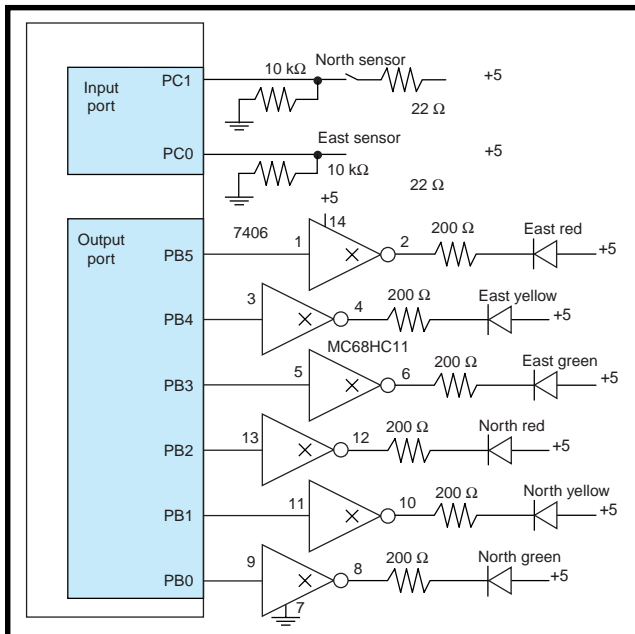 North sensor
10 kΩ
PC1
+5
Input
port
22 Ω
East sensor
PC0
+5
10 kΩ
22 Ω
+5
14
Output
port
7406
PB5
1
2
200 Ω
East red
+5
PB4
3
4
200 Ω
East yellow
+5
MC68HC11
PB3
5
6
200 Ω
East green
+5
PB2
13
12
200 Ω
North red
+5
PB1
11
10
200 Ω
North yellow
+5
PB0
9
8
200 Ω
North green
+5
7